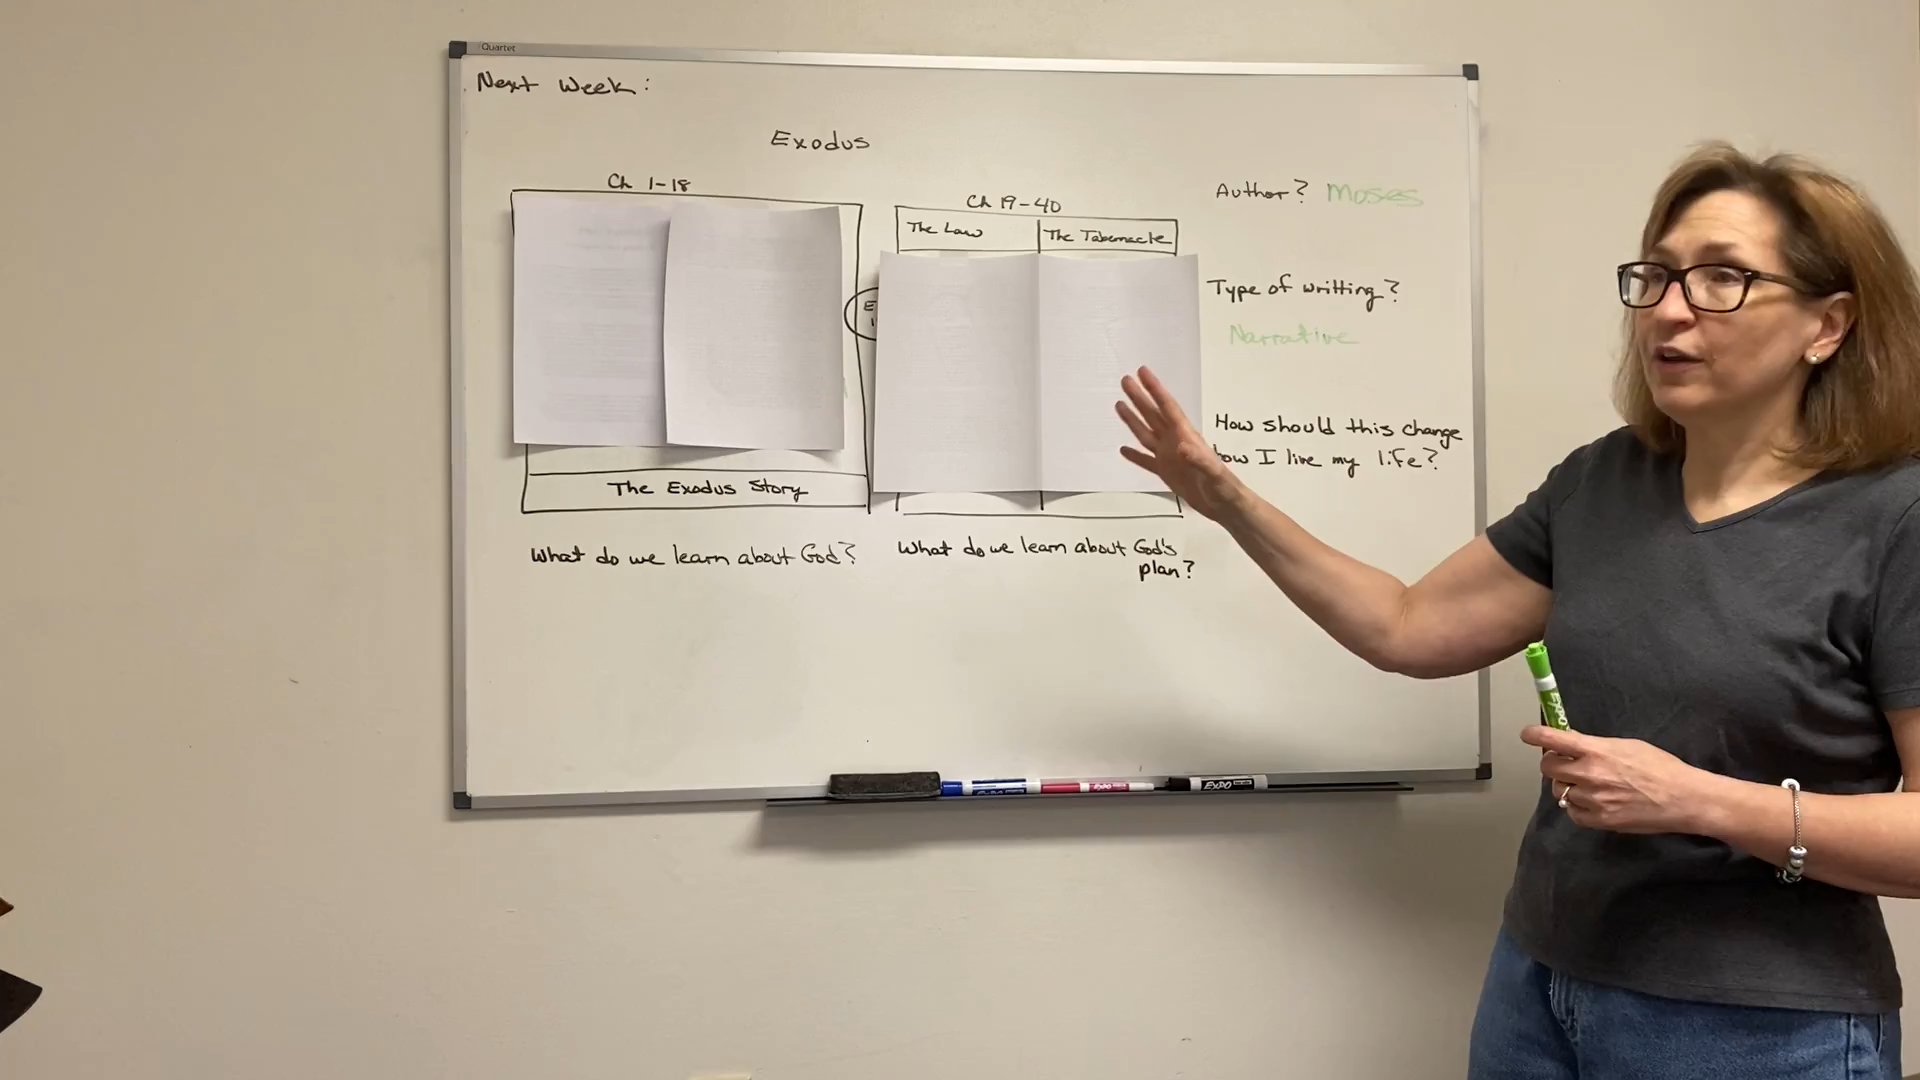 Quartet
Next Week:
Exodus
Ch 1-18
The Exodus Story
What do we learn about God?
Ch 19-40
The Law
The Tabernacle
What do we learn about God's
plan?
Author? Moses
Type of writting?
Narrative
How should this change
how I live my life?
EXPO
EXPO
EXPO